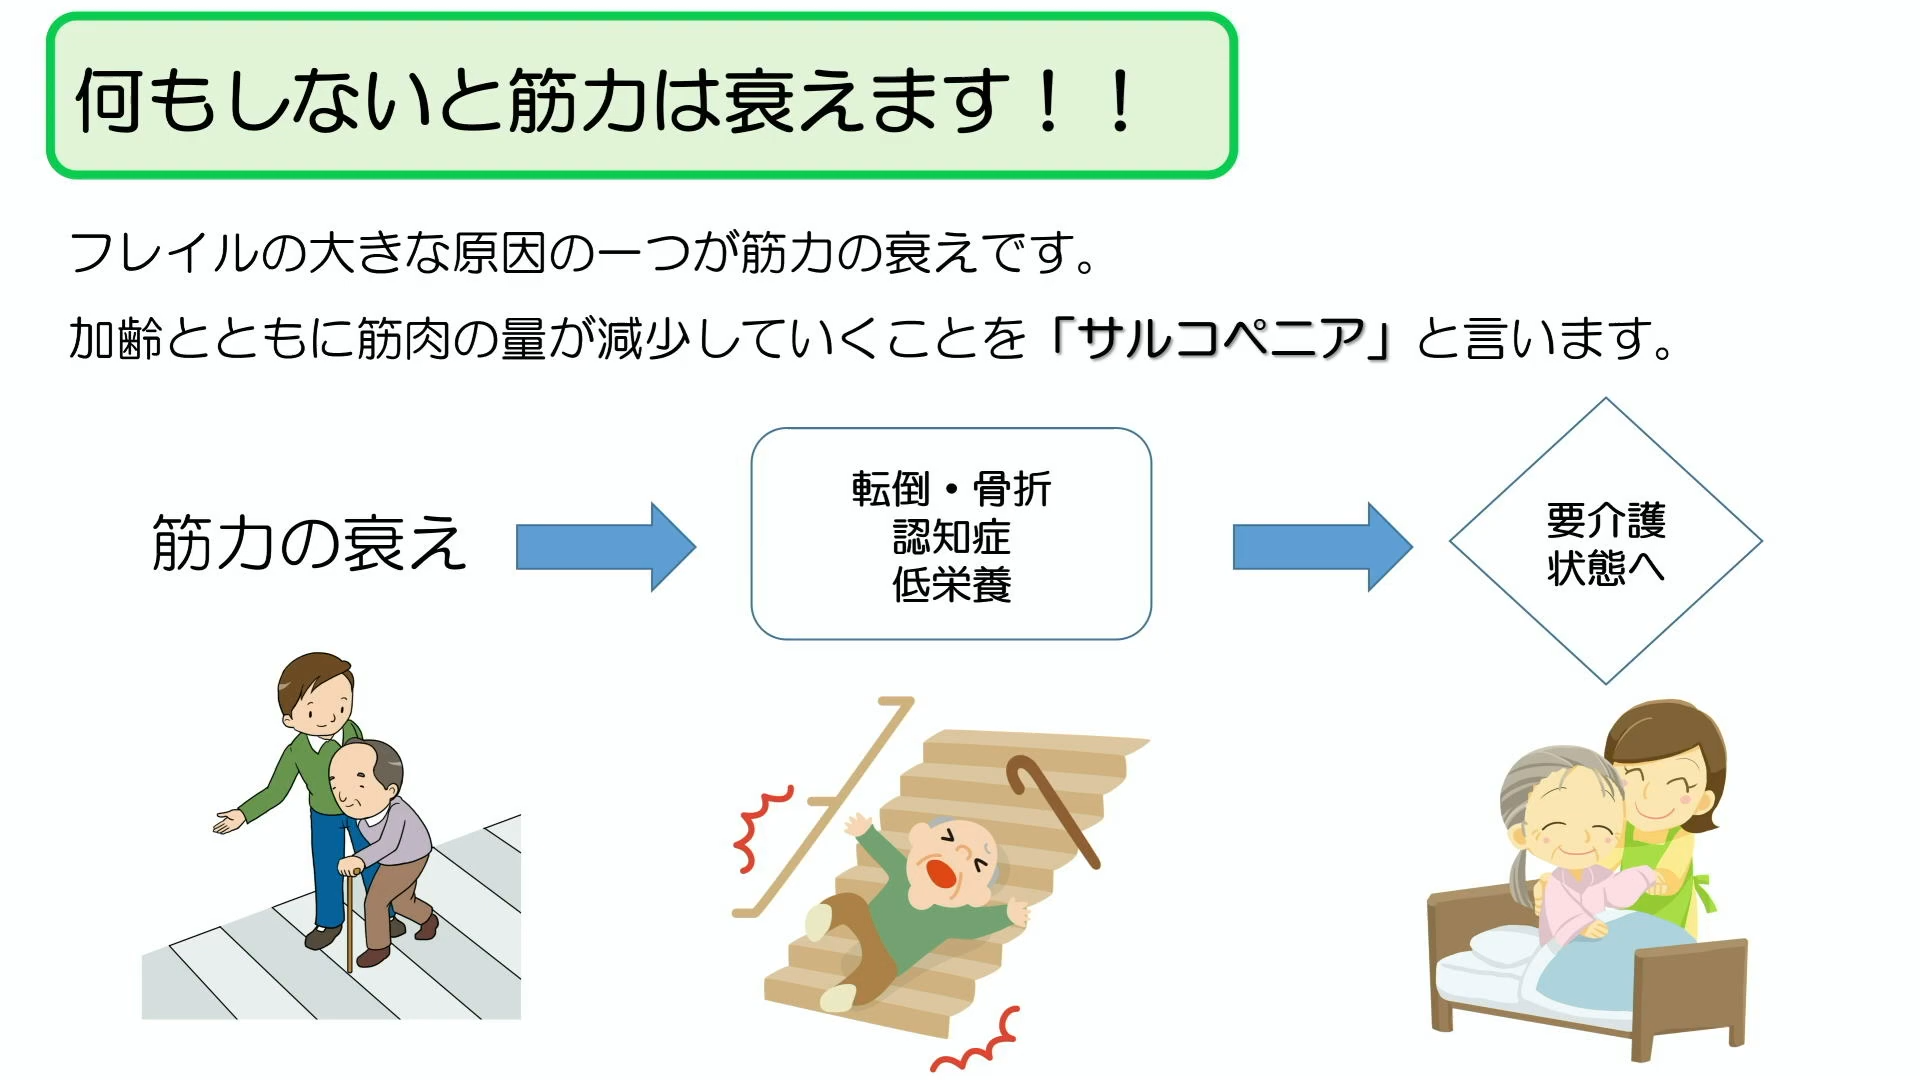 何もしないと筋力は衰えます！！
フレイルの大きな原因の一つが筋力の衰えです。
加齢とともに筋肉の量が減少していくことを「サルコペニア」と言います。
筋力の衰え
転倒・骨折
認知症
低栄養
要介護
状態へ